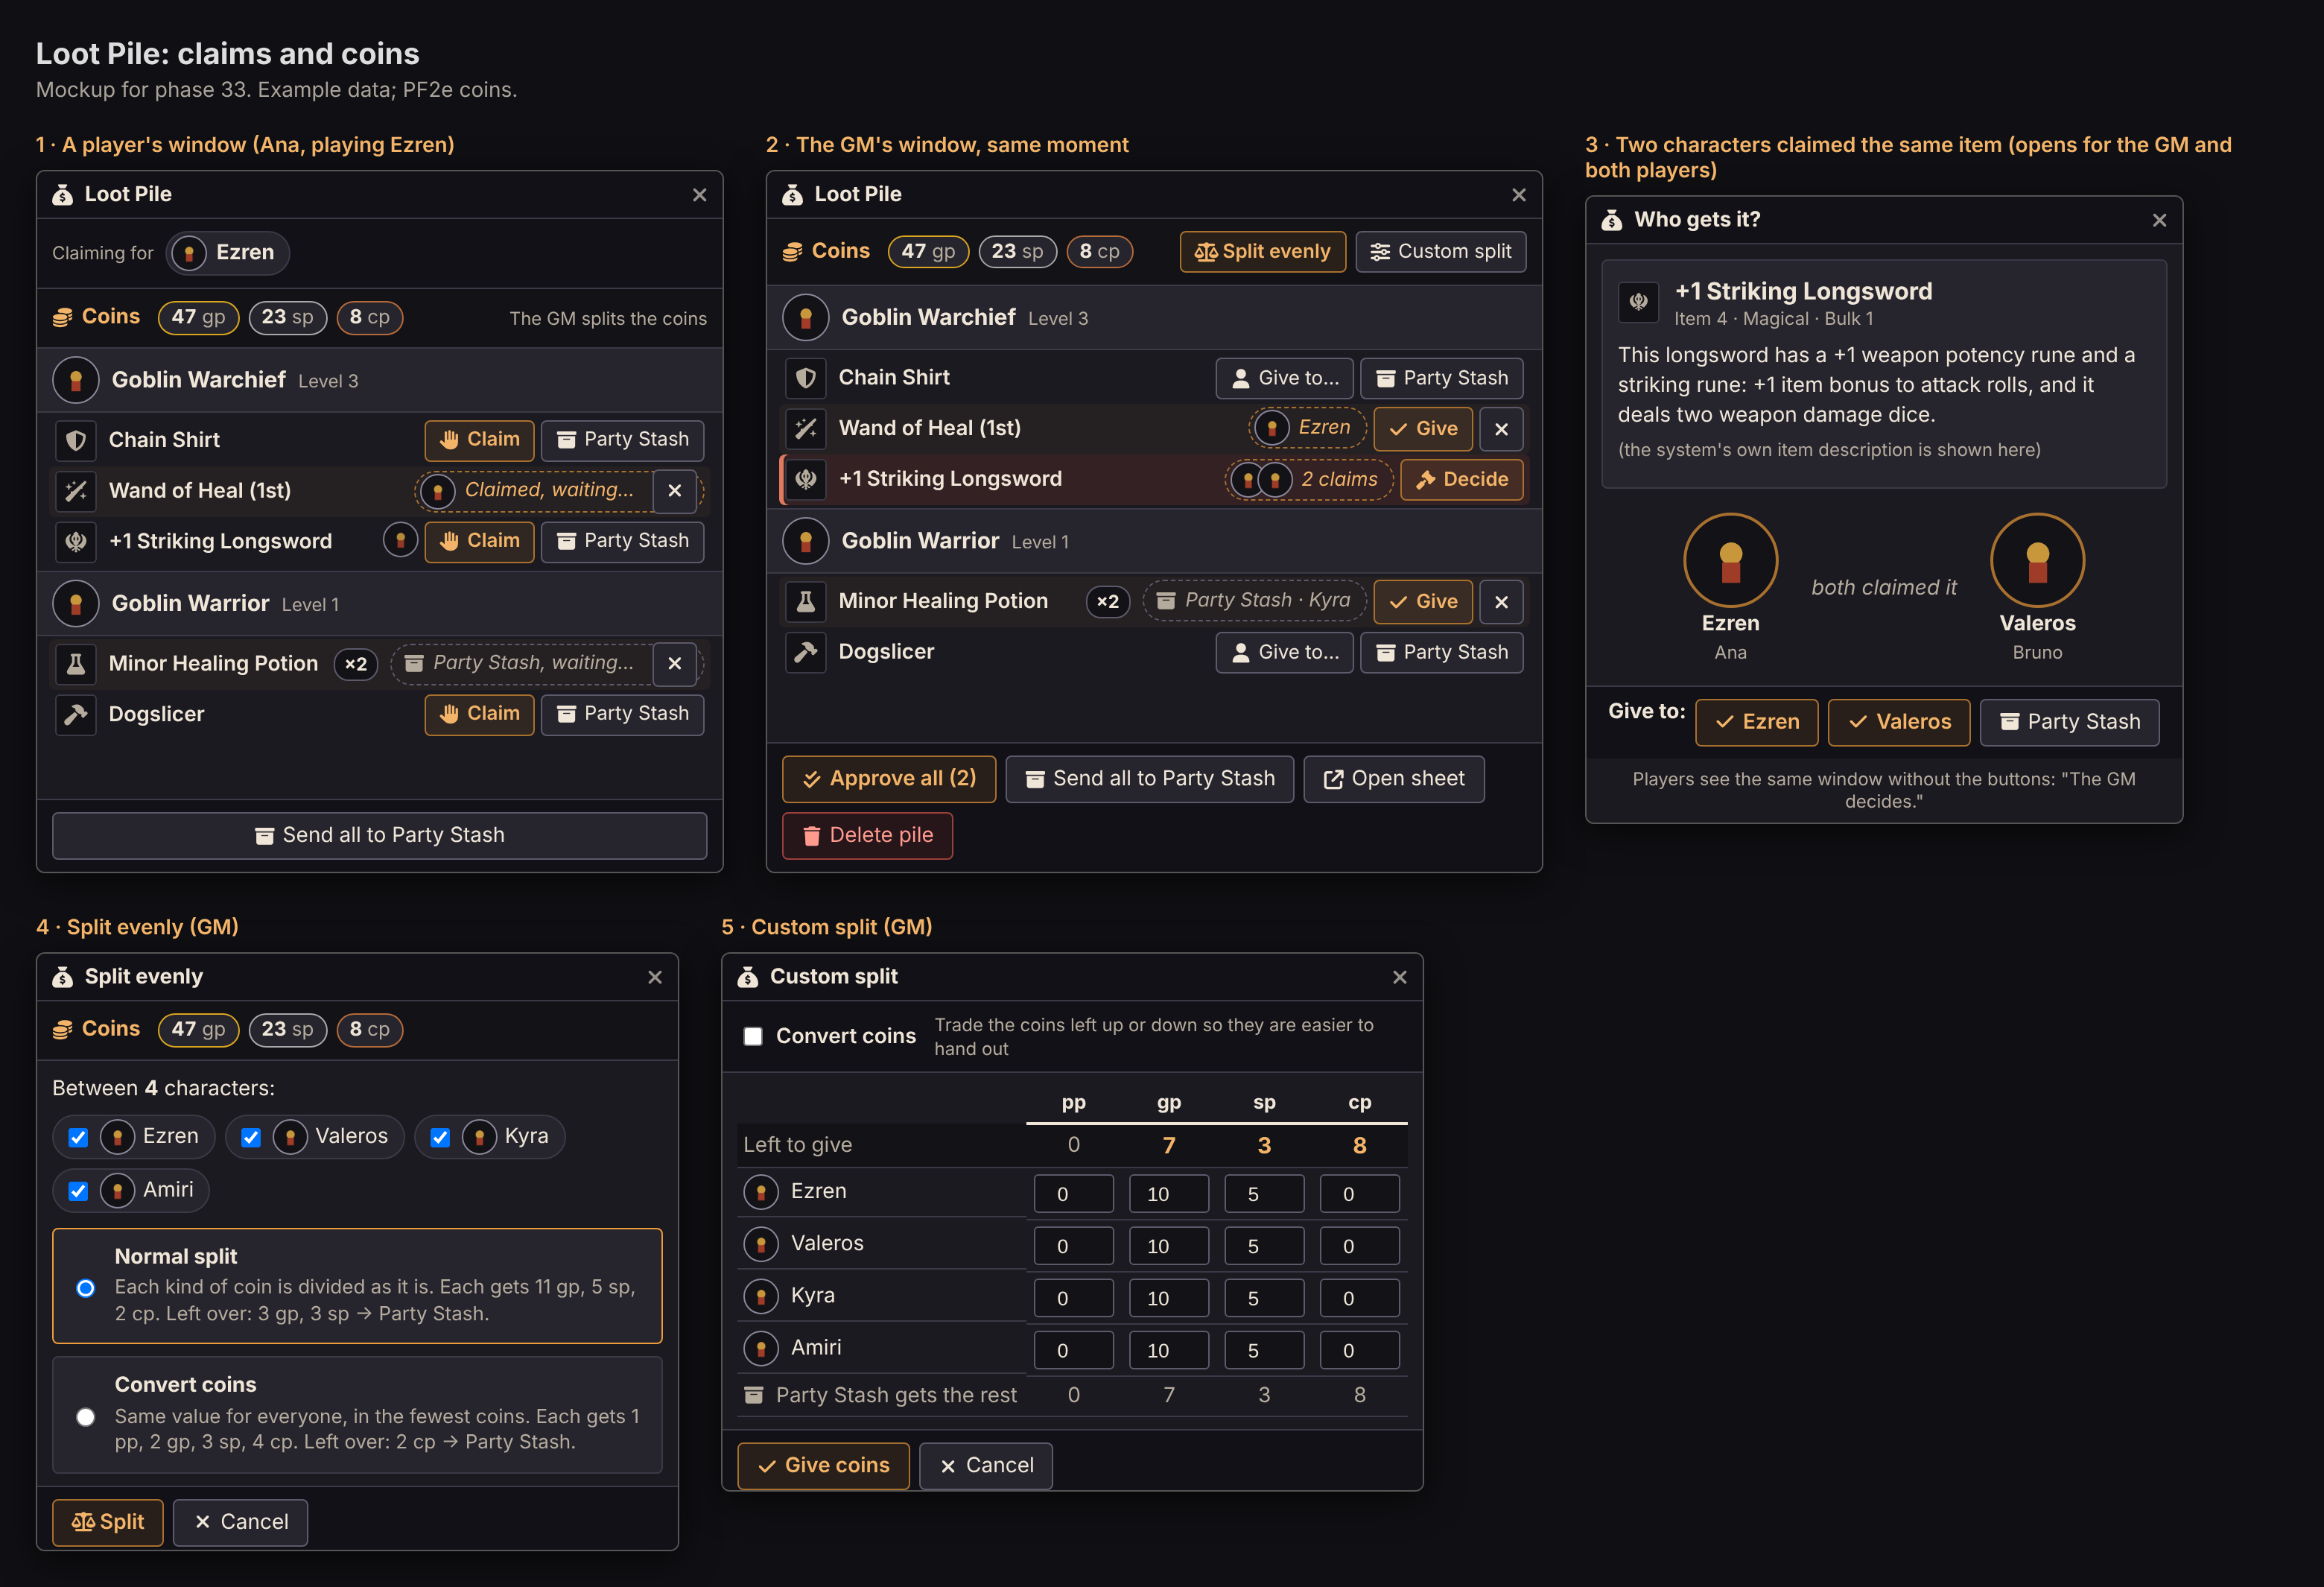 Loot Pile: claims and coins
Mockup for phase 33. Example data; PF2e coins.
1 · A player's window (Ana, playing Ezren)
Loot Pile
Claiming for Ezren
Coins 47 gp 23 sp 8 cp The GM splits the coins
Goblin Warchief Level 3
Chain Shirt Claim Party Stash
Wand of Heal (1st) Claimed, waiting...
+1 Striking Longsword Claim Party Stash
Goblin Warrior Level 1
Minor Healing Potion ×2 Party Stash, waiting...
Dogslicer Claim Party Stash
Send all to Party Stash
2 · The GM's window, same moment
Loot Pile
Coins 47 gp 23 sp 8 cp Split evenly Custom split
Goblin Warchief Level 3
Chain Shirt Give to... Party Stash
Wand of Heal (1st) Ezren Give
+1 Striking Longsword 2 claims Decide
Goblin Warrior Level 1
Minor Healing Potion ×2 Party Stash · Kyra Give
Dogslicer Give to... Party Stash
Approve all (2) Send all to Party Stash Open sheet
Delete pile
3 · Two characters claimed the same item (opens for the GM and
both players)
Who gets it?
+1 Striking Longsword
Item 4 · Magical · Bulk 1
This longsword has a +1 weapon potency rune and a
striking rune: +1 item bonus to attack rolls, and it
deals two weapon damage dice.
(the system's own item description is shown here)
both claimed it
Ezren Valeros
Ana Bruno
Give to: Ezren Valeros Party Stash
Players see the same window without the buttons: "The GM
decides."
4 · Split evenly (GM)
Split evenly
Coins 47 gp 23 sp 8 cp
Between 4 characters:
Ezren Valeros Kyra
Amiri
Normal split
Each kind of coin is divided as it is. Each gets 11 gp, 5 sp,
2 cp. Left over: 3 gp, 3 sp → Party Stash.
Convert coins
Same value for everyone, in the fewest coins. Each gets 1
pp, 2 gp, 3 sp, 4 cp. Left over: 2 cp → Party Stash.
Split Cancel
5 · Custom split (GM)
Custom split
Convert coins Trade the coins left up or down so they are easier to
hand out
pp gp sp cp
Left to give 0 7 3 8
Ezren 0 10 5 0
Valeros 0 10 5 0
Kyra 0 10 5 0
Amiri 0 10 5 0
Party Stash gets the rest 0 7 3 8
Give coins Cancel